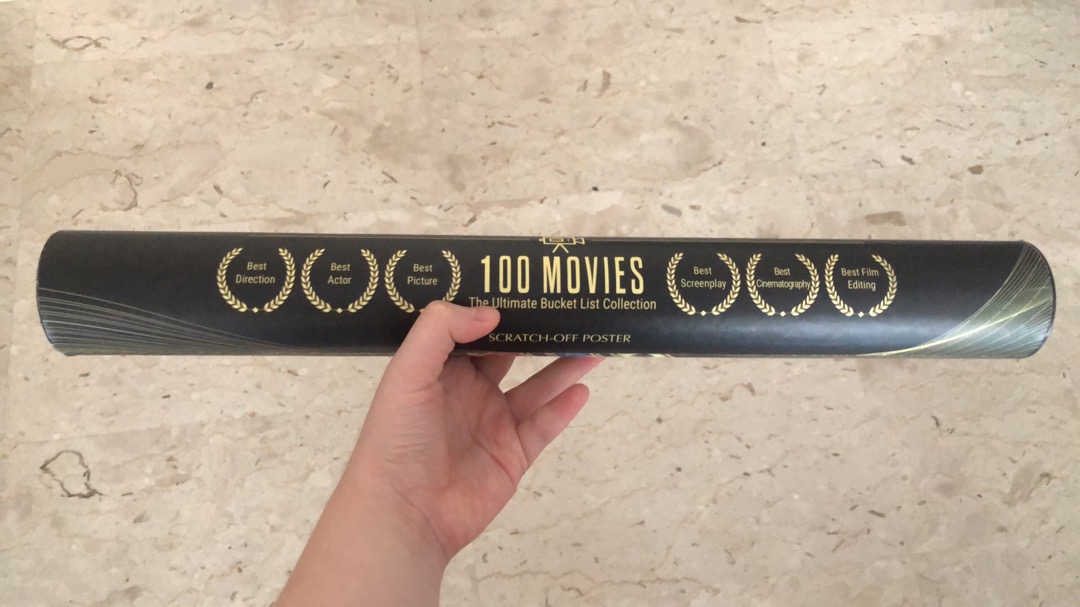 Best
Direction
Best
Actor
Best
Picture
100 MOVIES
The Ultimate Bucket List Collection
SCRATCH-OFF POSTER
Best
Screenplay
Best
Cinematography
Best Film
Editing